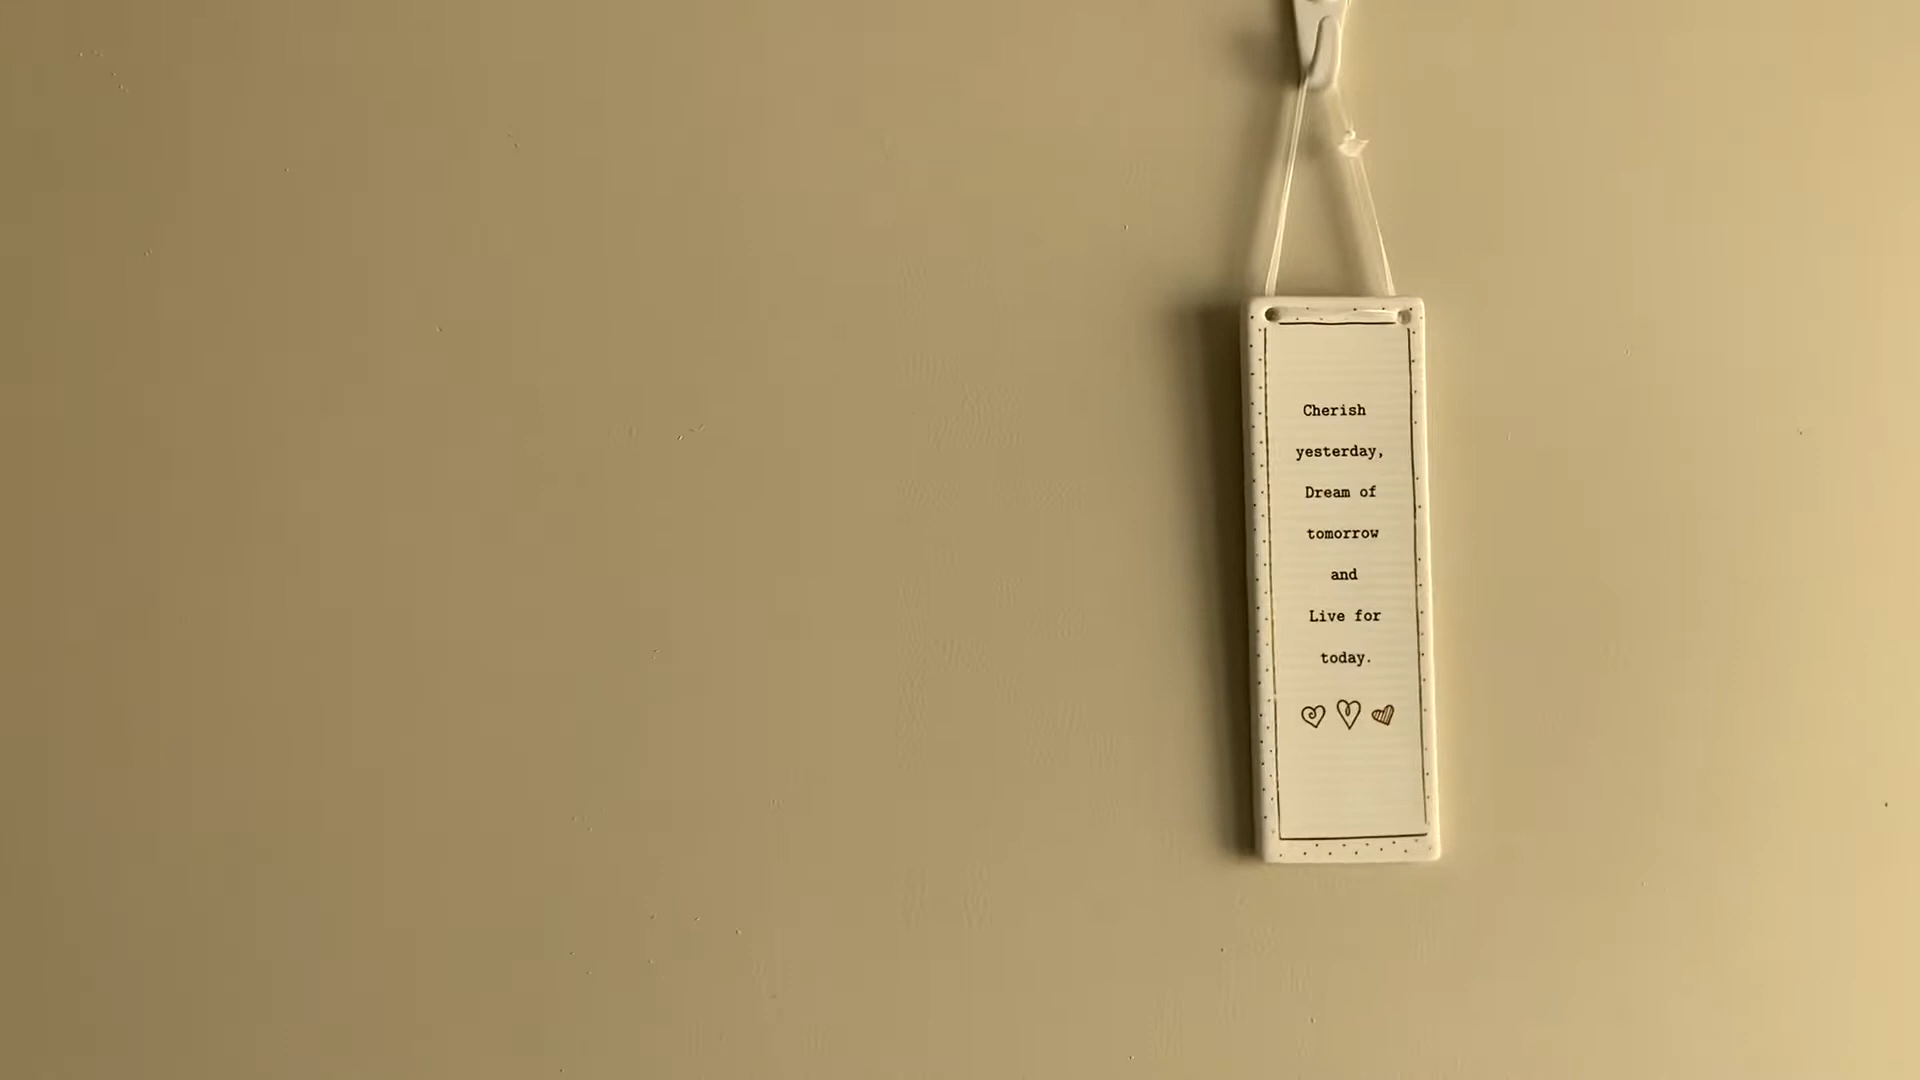 Cherish
yesterday,
Dream of
tomorrow
and
Live for
today.